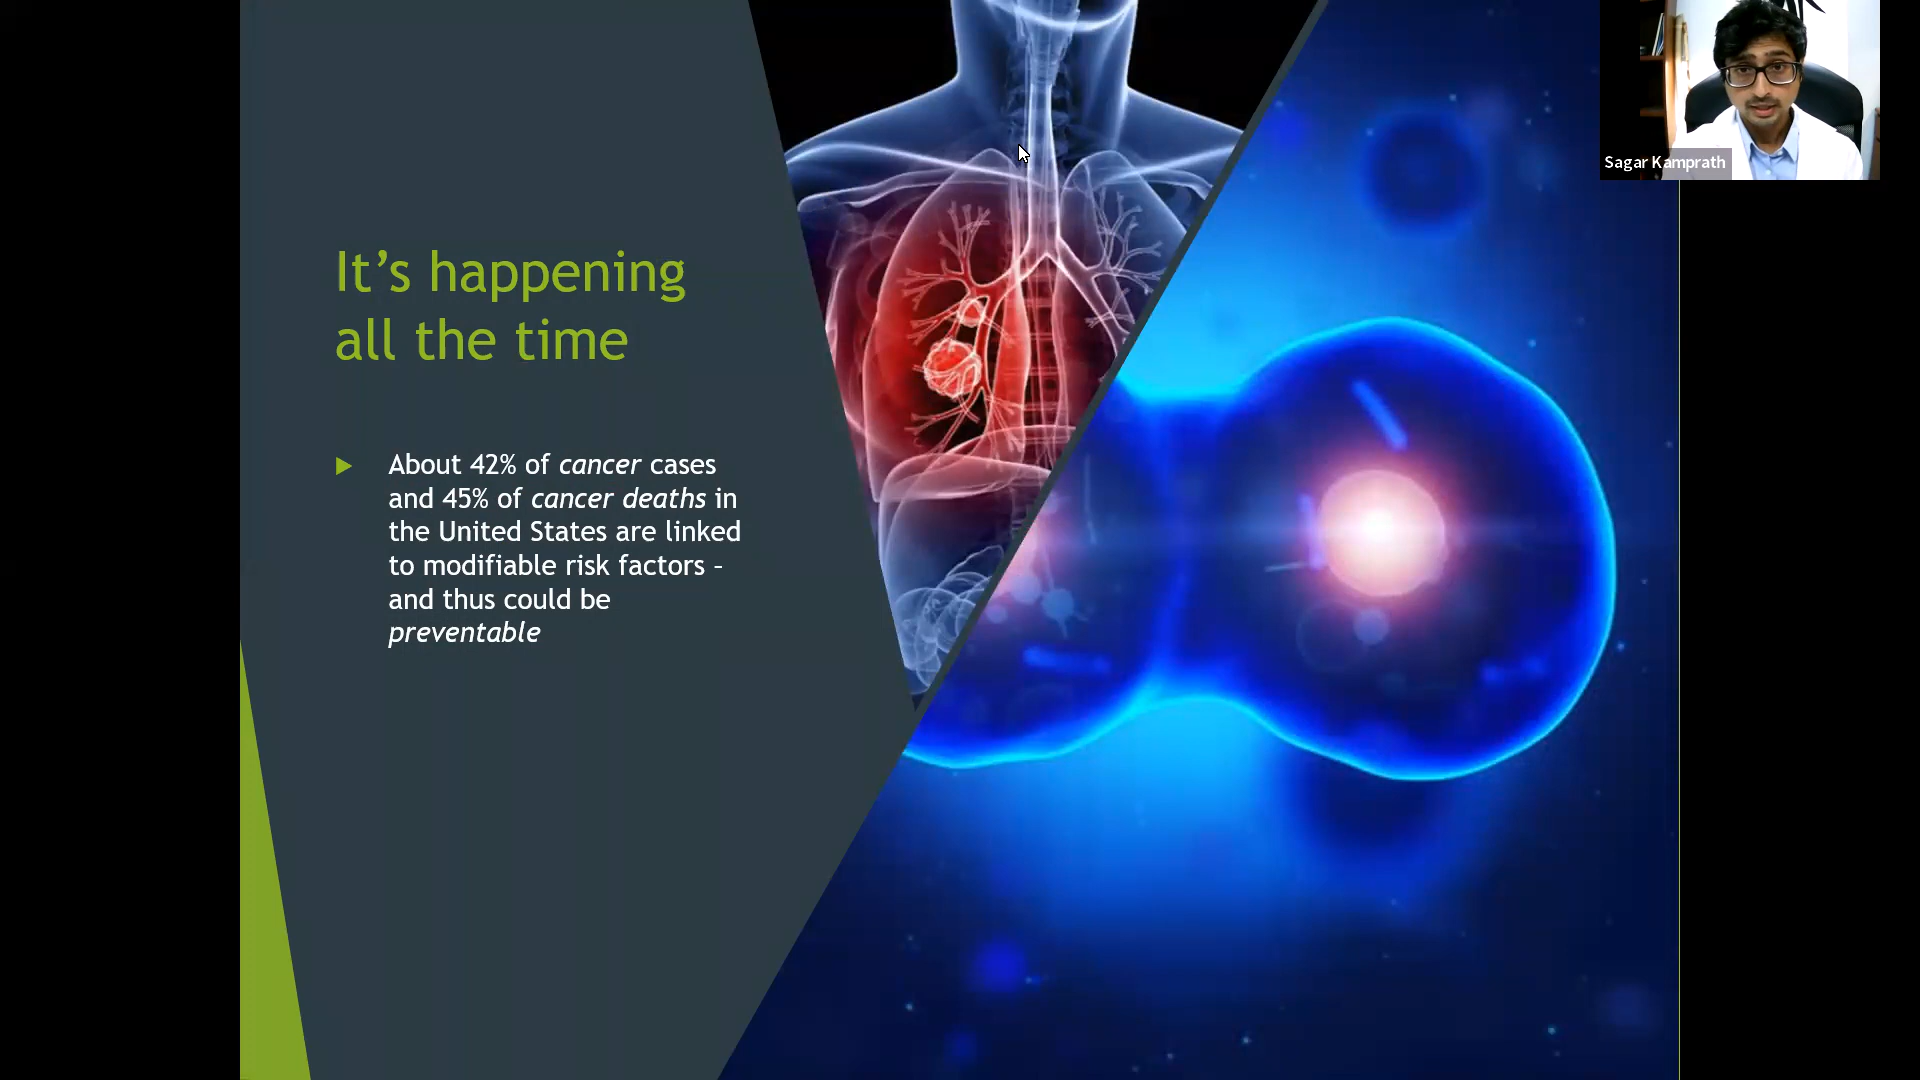 It’s happening
all the time
About 42% of cancer cases
and 45% of cancer deaths in
the United States are linked
to modifiable risk factors –
and thus could be
preventable
Sagar Kamprath